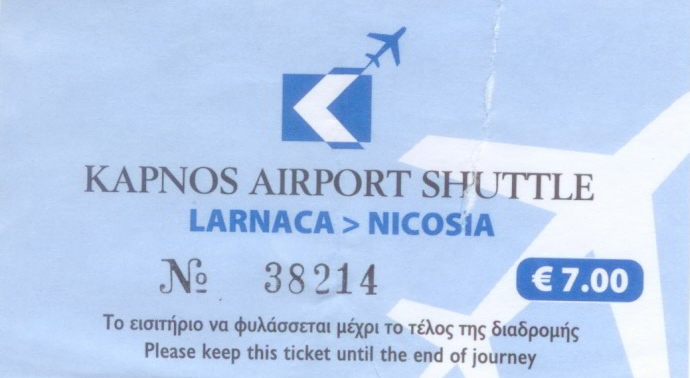 KAPNOS AIRPORT SHUTTLE
LARNACA > NICOSIA
№ 38214 € 7.00
Το εισιτήριο να φυλάσσεται μέχρι το τέλος της διαδρομής
Please keep this ticket until the end of journey